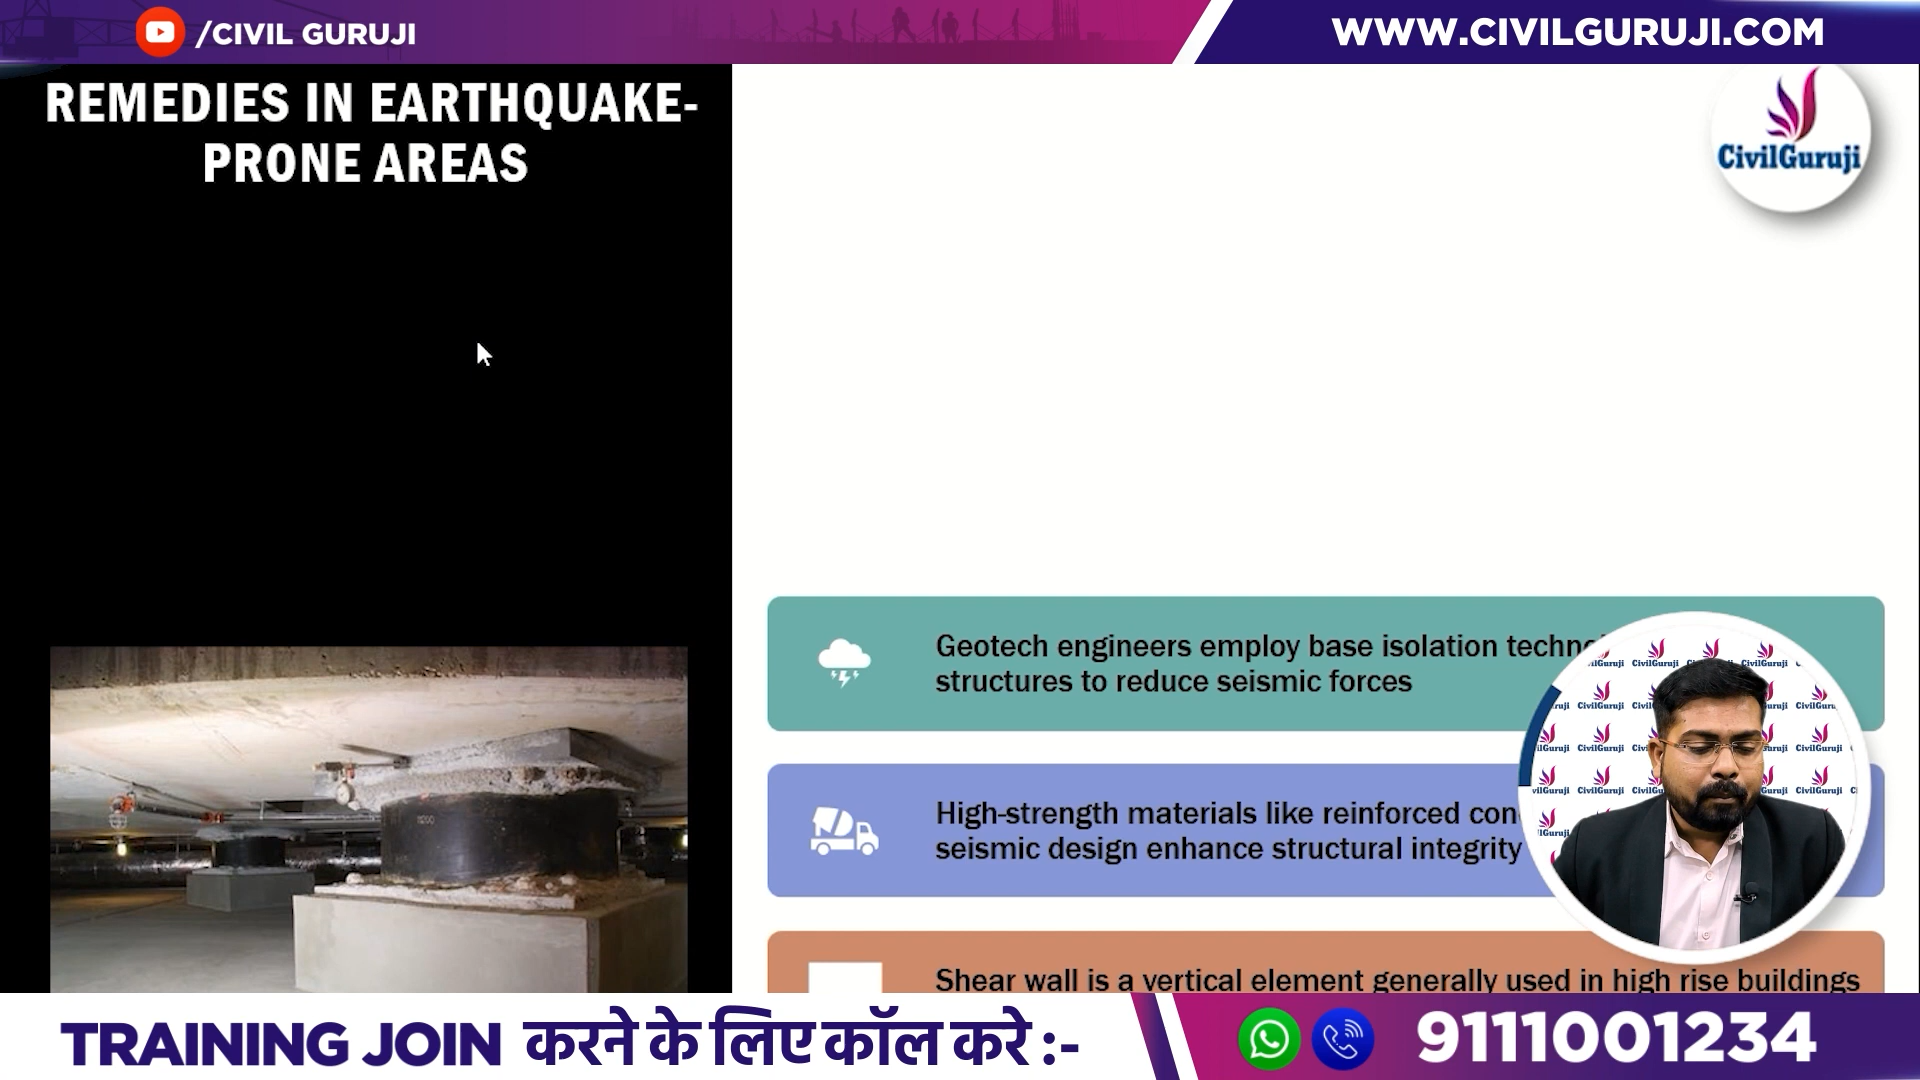 /CIVIL GURUJI
WWW.CIVILGURUJI.COM
REMEDIES IN EARTHQUAKE-
PRONE AREAS
CivilGuruji
Geotech engineers employ base isolation
structures to reduce seismic forces
High-strength materials like reinforced
seismic design enhance structural integrity
Shear wall is a vertical element generally used in high rise buildings
TRAINING JOIN करने के लिए कॉल करे :-
9111001234